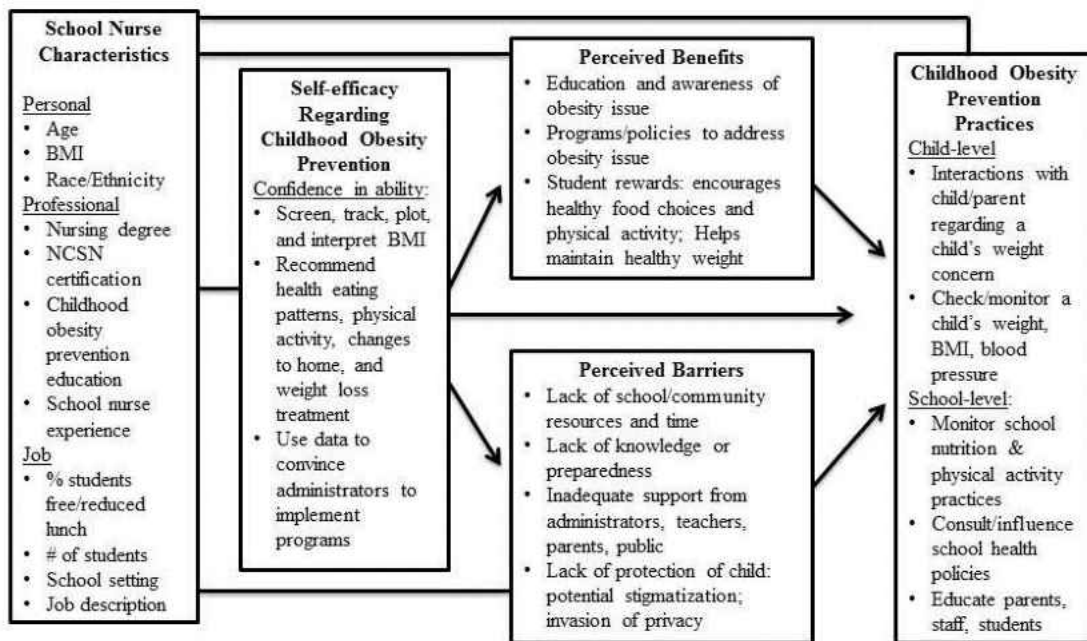 School Nurse
Characteristics
Personal
• Age
• BMI
• Race/Ethnicity
Professional
• Nursing degree
• NCSN
certification
• Childhood
obesity
prevention
education
• School nurse
experience
Job
• % students
free/reduced
lunch
• # of students
• School setting
• Job description
Self-efficacy
Regarding
Childhood Obesity
Prevention
Confidence in ability:
• Screen, track, plot,
and interpret BMI
• Recommend
health eating
patterns, physical
activity, changes
to home, and
weight loss
treatment
• Use data to
convince
administrators to
implement
programs
Perceived Benefits
• Education and awareness of
obesity issue
• Programs/policies to address
obesity issue
• Student rewards: encourages
healthy food choices and
physical activity; Helps
maintain healthy weight
Perceived Barriers
• Lack of school/community
resources and time
• Lack of knowledge or
preparedness
• Inadequate support from
administrators, teachers,
parents, public
• Lack of protection of child:
potential stigmatization;
invasion of privacy
Childhood Obesity
Prevention
Practices
Child-level
• Interactions with
child/parent
regarding a
child's weight
concern
• Check/monitor a
child's weight,
BMI, blood
pressure
School-level:
• Monitor school
nutrition &
physical activity
practices
• Consult/influence
school health
policies
• Educate parents,
staff, students